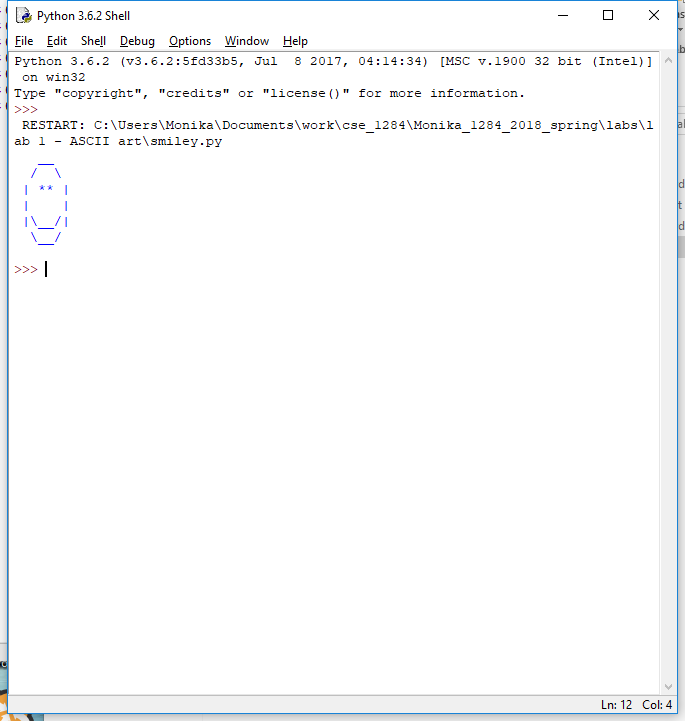 Python 3.6.2 Shell
File Edit Shell Debug Options Window Help
Python 3.6.2 (v3.6.2:5fd33b5, Jul  8 2017, 04:14:34) [MSC v.1900 32 bit (Intel)]
 on win32
Type "copyright", "credits" or "license()" for more information.
>>>
 RESTART: C:\Users\Monika\Documents\work\cse_1284\Monika_1284_2018_spring\labs\l
ab 1 - ASCII art\smiley.py
   __
  /  \
 | ** |
 |    |
 |\__/|
  \__/

>>>
Ln: 12 Col: 4